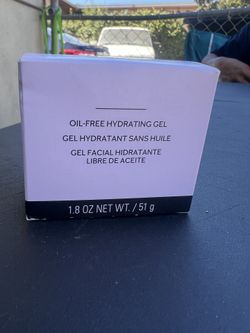 OIL-FREE HYDRATING GEL
GEL HYDRATANT SANS HUILE
GEL FACIAL HIDRATANTE
LIBRE DE ACEITE
1.8 OZ NET WT. / 51 g